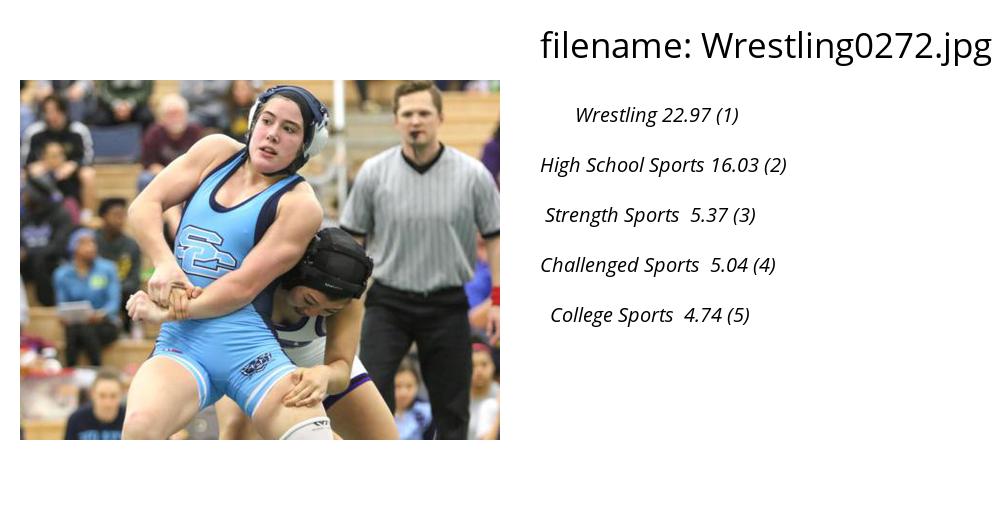 filename: Wrestling0272.jpg
Wrestling 22.97 (1)
High School Sports 16.03 (2)
Strength Sports 5.37 (3)
Challenged Sports 5.04 (4)
College Sports 4.74 (5)
SC